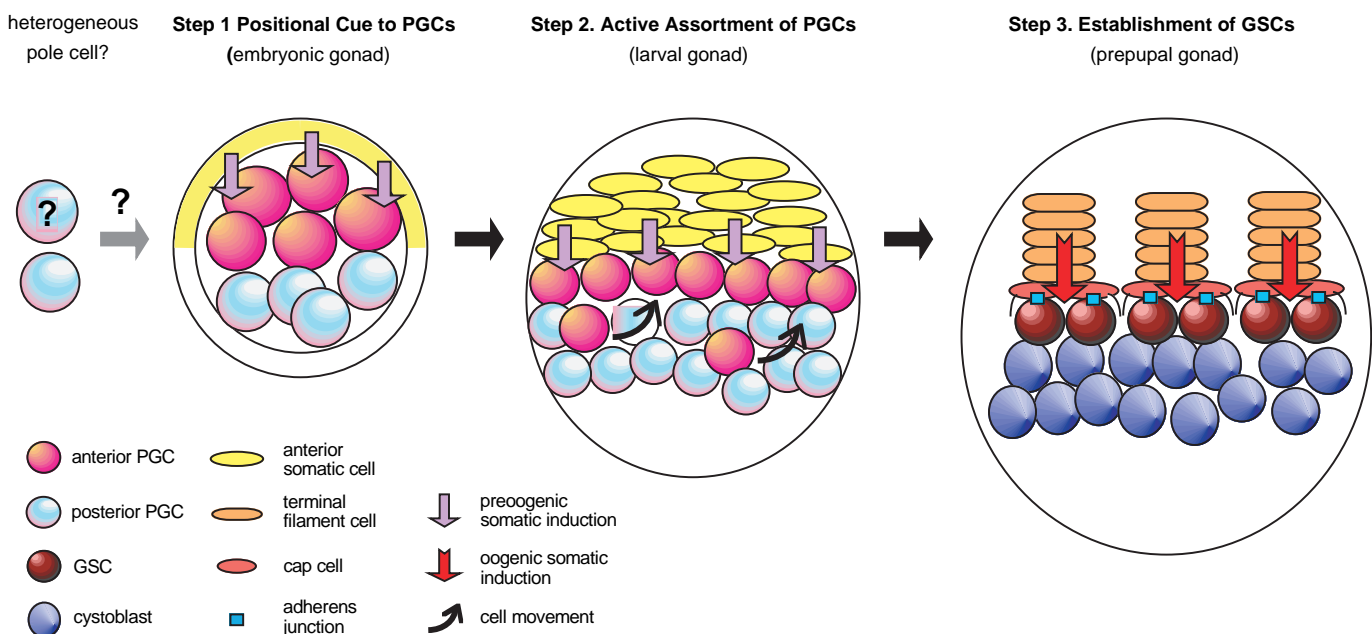 heterogeneous
pole cell?
Step 1 Positional Cue to PGCs
(embryonic gonad)
Step 2. Active Assortment of PGCs
(larval gonad)
Step 3. Establishment of GSCs
(prepupal gonad)
?
?
anterior PGC
posterior PGC
GSC
cystoblast
anterior
somatic cell
terminal
filament cell
cap cell
adherens
junction
preoogenic
somatic induction
oogenic somatic
induction
cell movement